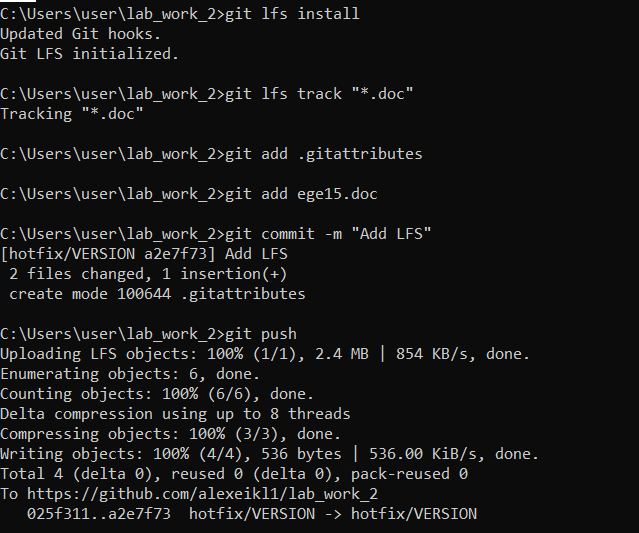 C:\Users\user\lab_work_2>git lfs install
Updated Git hooks.
Git LFS initialized.
C:\Users\user\lab_work_2>git lfs track "*.doc"
Tracking "*.doc"
C:\Users\user\lab_work_2>git add .gitattributes
C:\Users\user\lab_work_2>git add ege15.doc
C:\Users\user\lab_work_2>git commit -m "Add LFS"
[hotfix/VERSION a2e7f73] Add LFS
 2 files changed, 1 insertion(+)
 create mode 100644 .gitattributes
C:\Users\user\lab_work_2>git push
Uploading LFS objects: 100% (1/1), 2.4 MB | 854 KB/s, done.
Enumerating objects: 6, done.
Counting objects: 100% (6/6), done.
Delta compression using up to 8 threads
Compressing objects: 100% (3/3), done.
Writing objects: 100% (4/4), 536 bytes | 536.00 KiB/s, done.
Total 4 (delta 0), reused 0 (delta 0), pack-reused 0
To https://github.com/alexeikl1/lab_work_2
   025f311..a2e7f73  hotfix/VERSION -> hotfix/VERSION